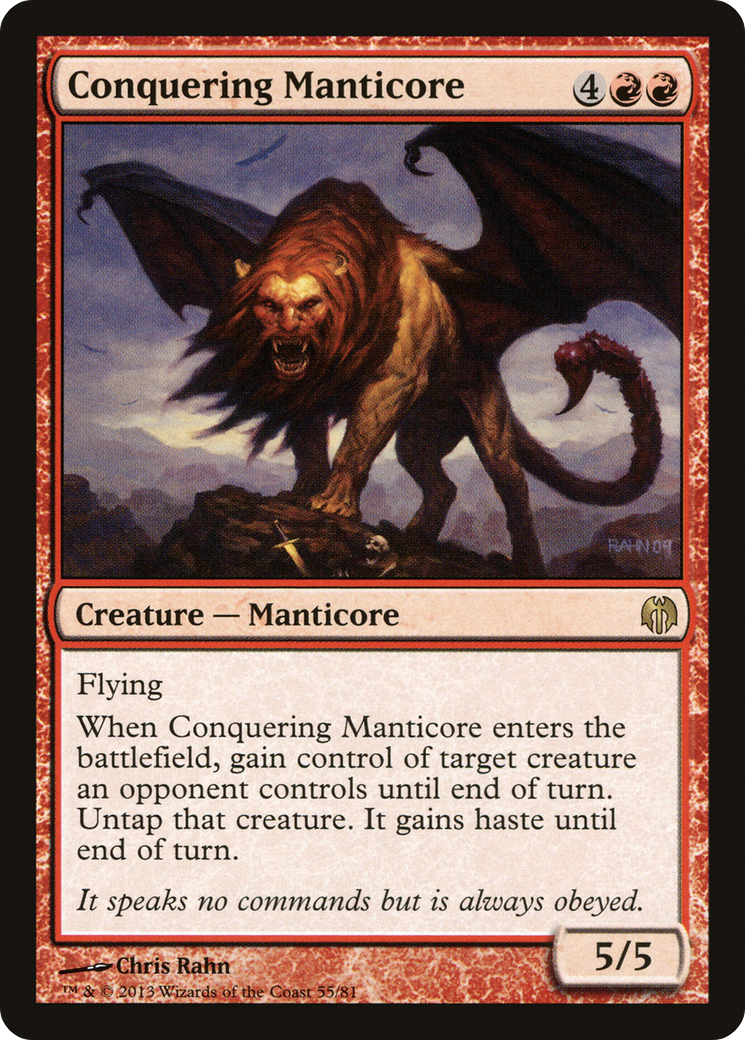 Conquering Manticore 4
RAHN 09
Creature — Manticore
Flying
When Conquering Manticore enters the
battlefield, gain control of target creature
an opponent controls until end of turn.
Untap that creature. It gains haste until
end of turn.
It speaks no commands but is always obeyed.
5/5
Chris Rahn
™ & © 2013 Wizards of the Coast 55/81